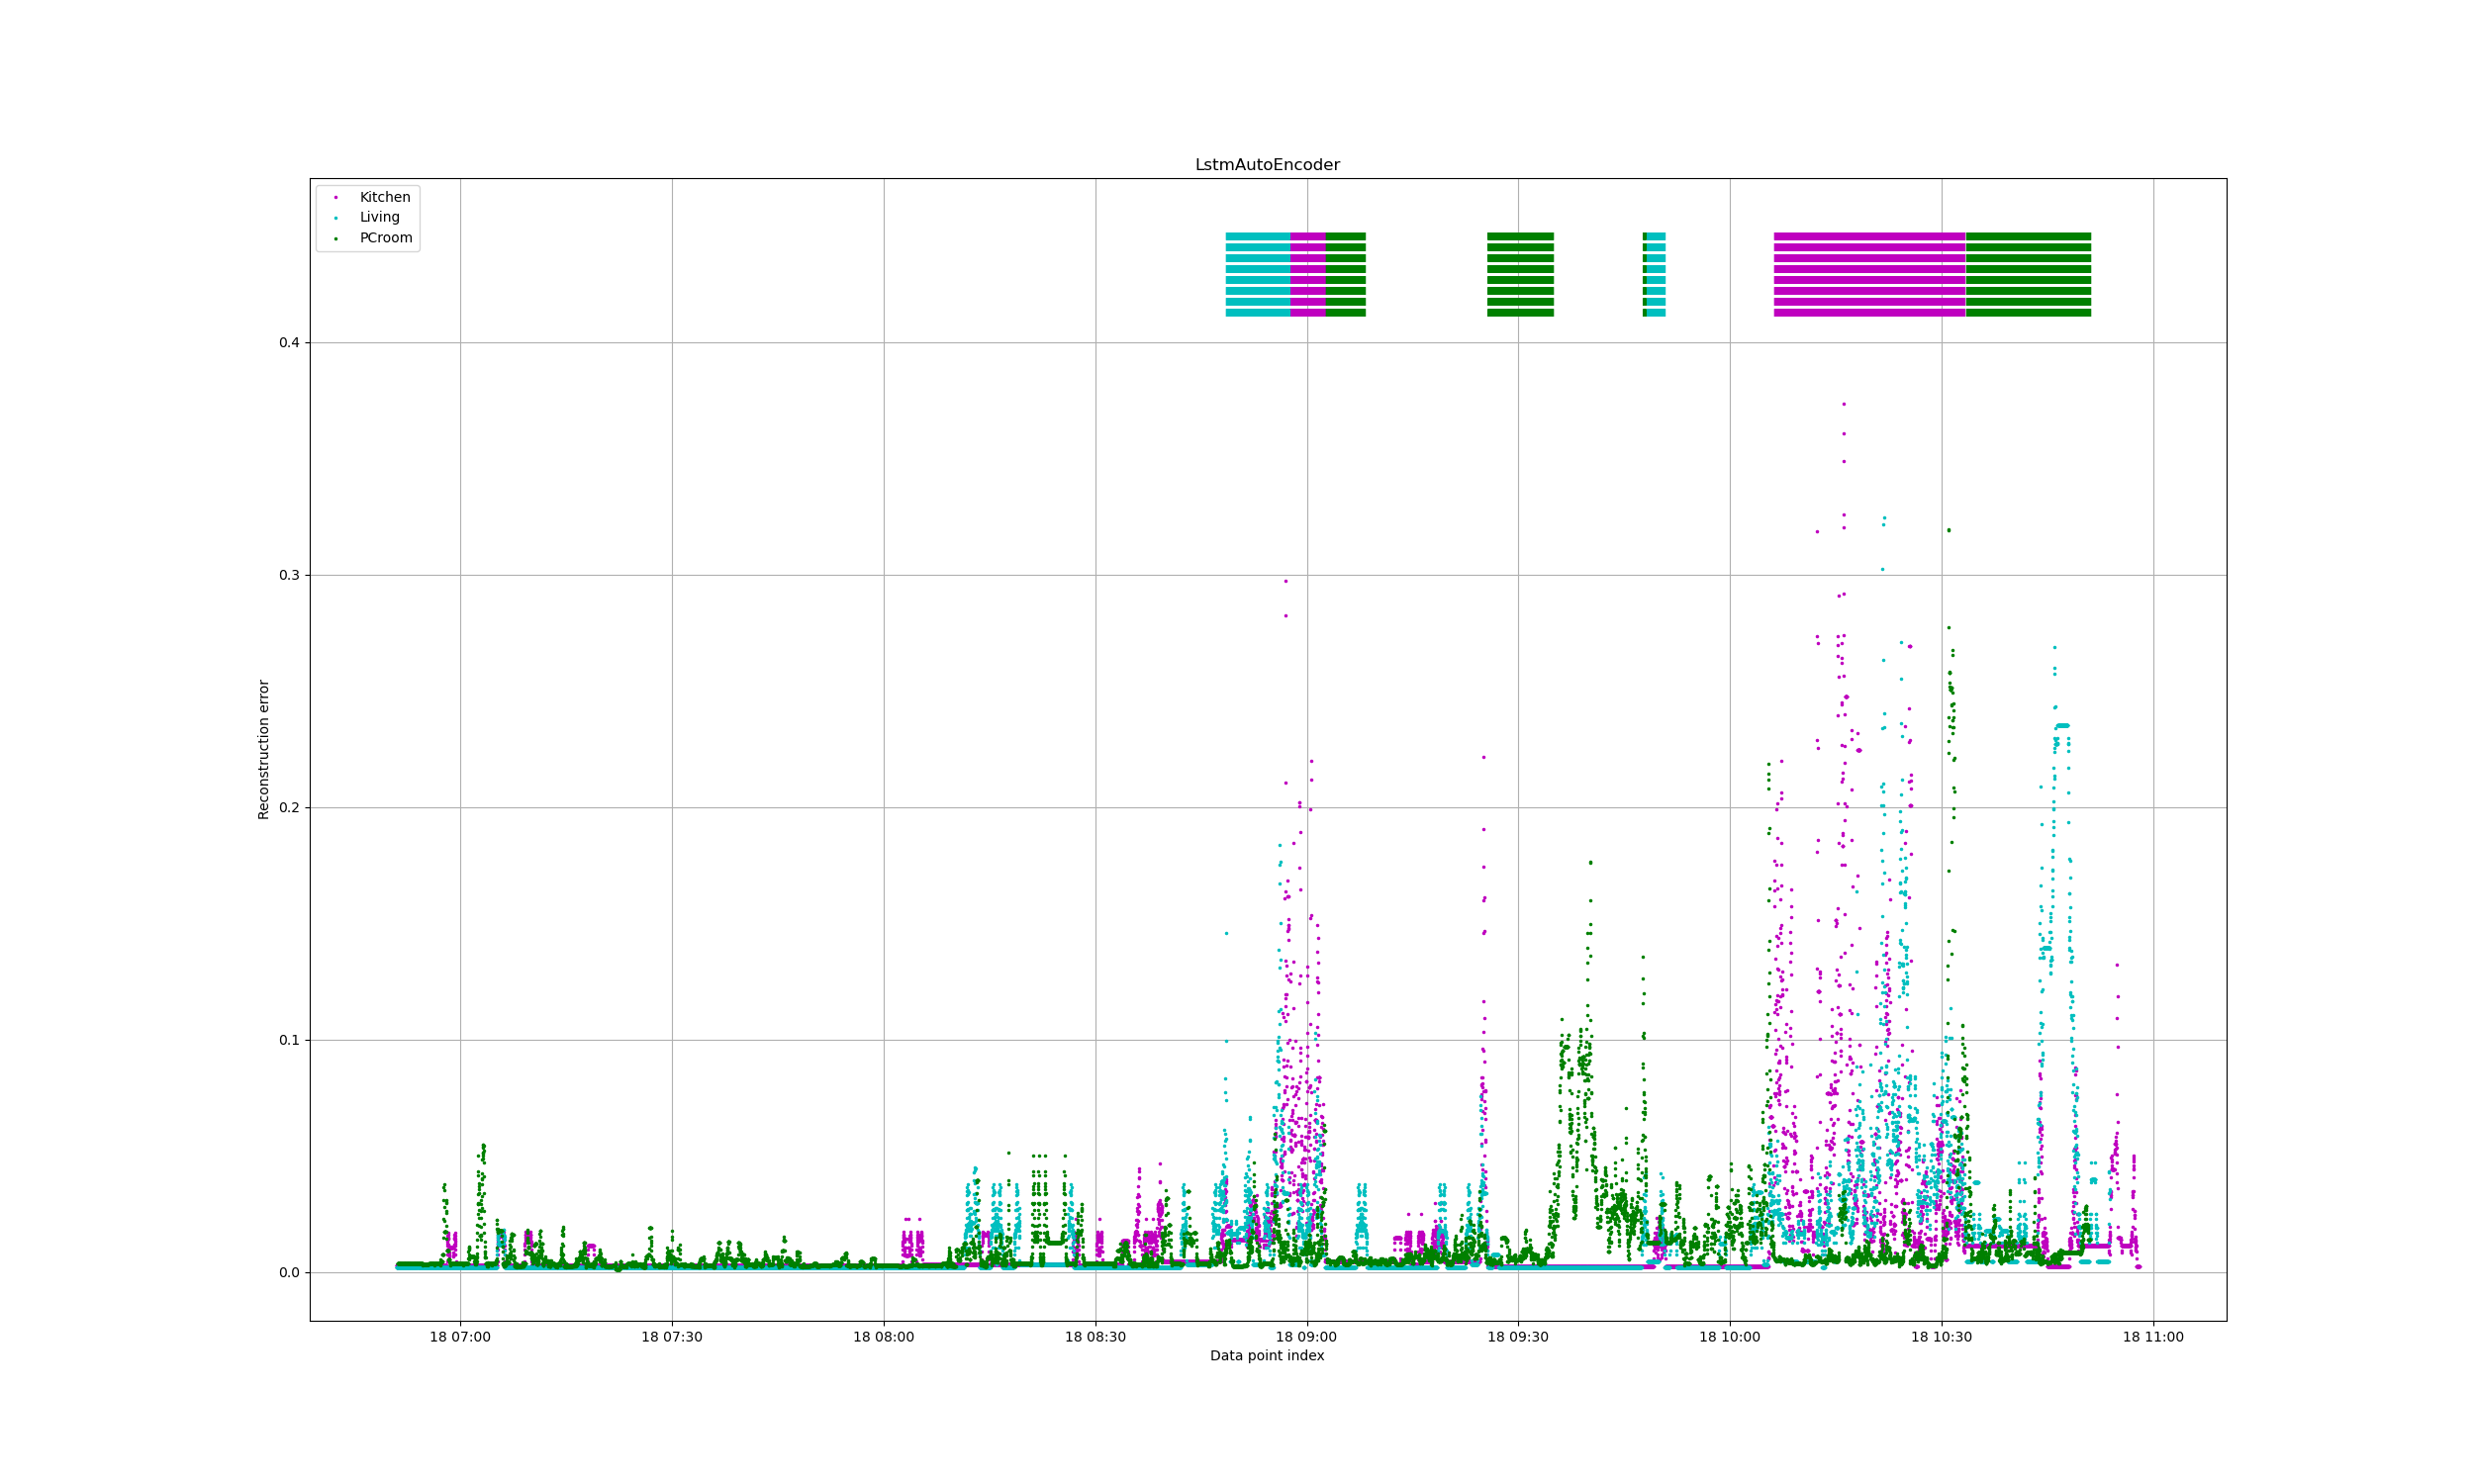 LstmAutoEncoder
Kitchen
Living
PCroom
0.4
0.3
0.2
0.1
0.0
Reconstruction error
18 07:00 18 07:30 18 08:00 18 08:30 18 09:00 18 09:30 18 10:00 18 10:30 18 11:00
Data point index